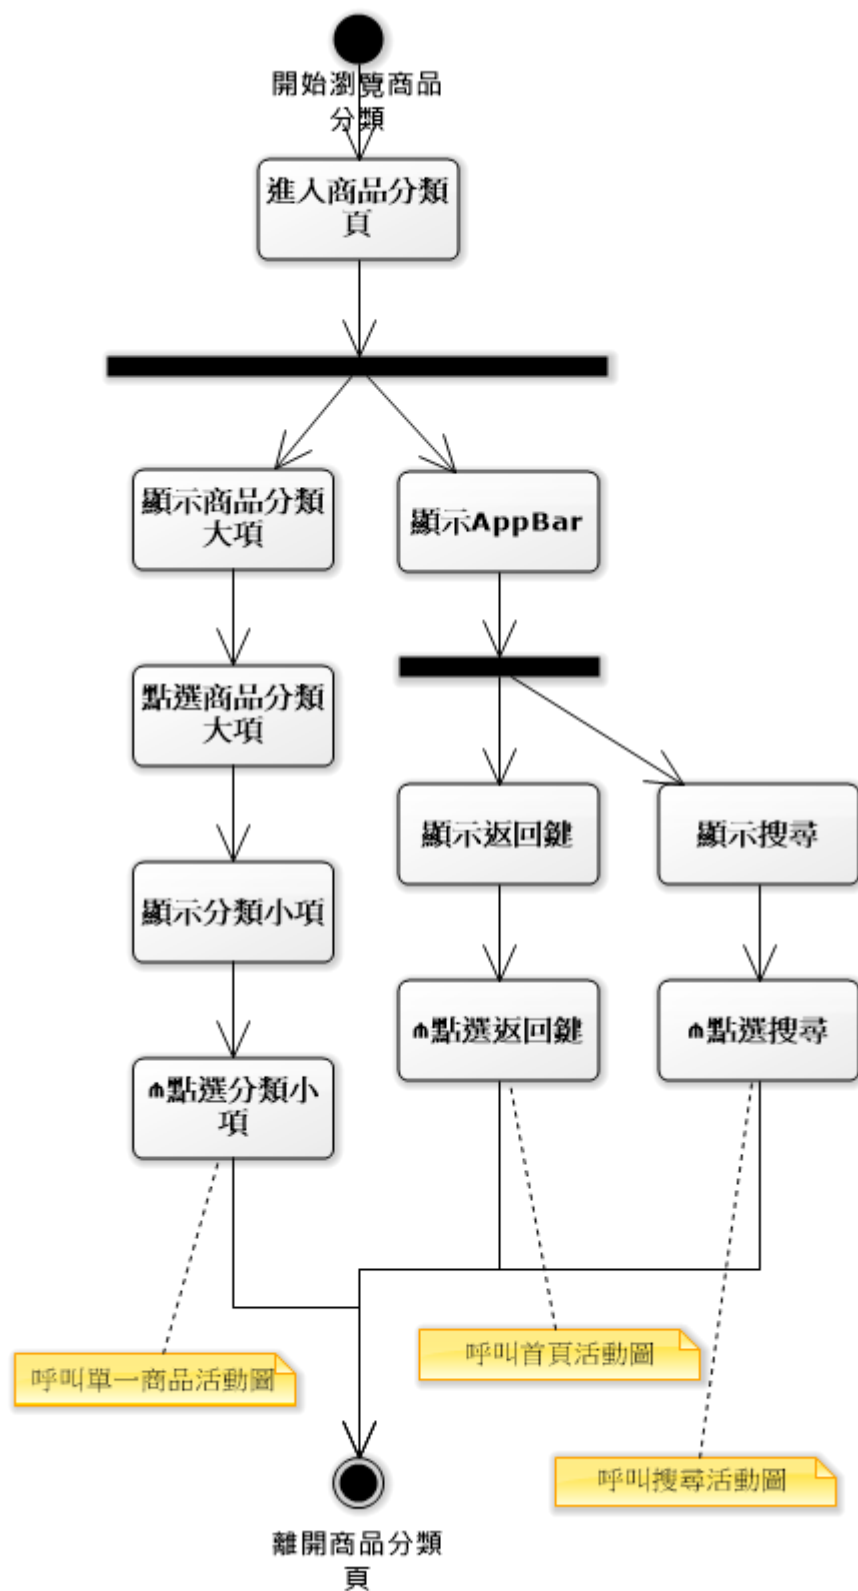 開始瀏覽商品
分類
進入商品分類
頁
顯示商品分類
大項
顯示AppBar
點選商品分類
大項
顯示返回鍵
顯示搜尋
顯示分類小項
⋔點選返回鍵
⋔點選搜尋
⋔點選分類小
項
呼叫首頁活動圖
呼叫單一商品活動圖
呼叫搜尋活動圖
離開商品分類
頁